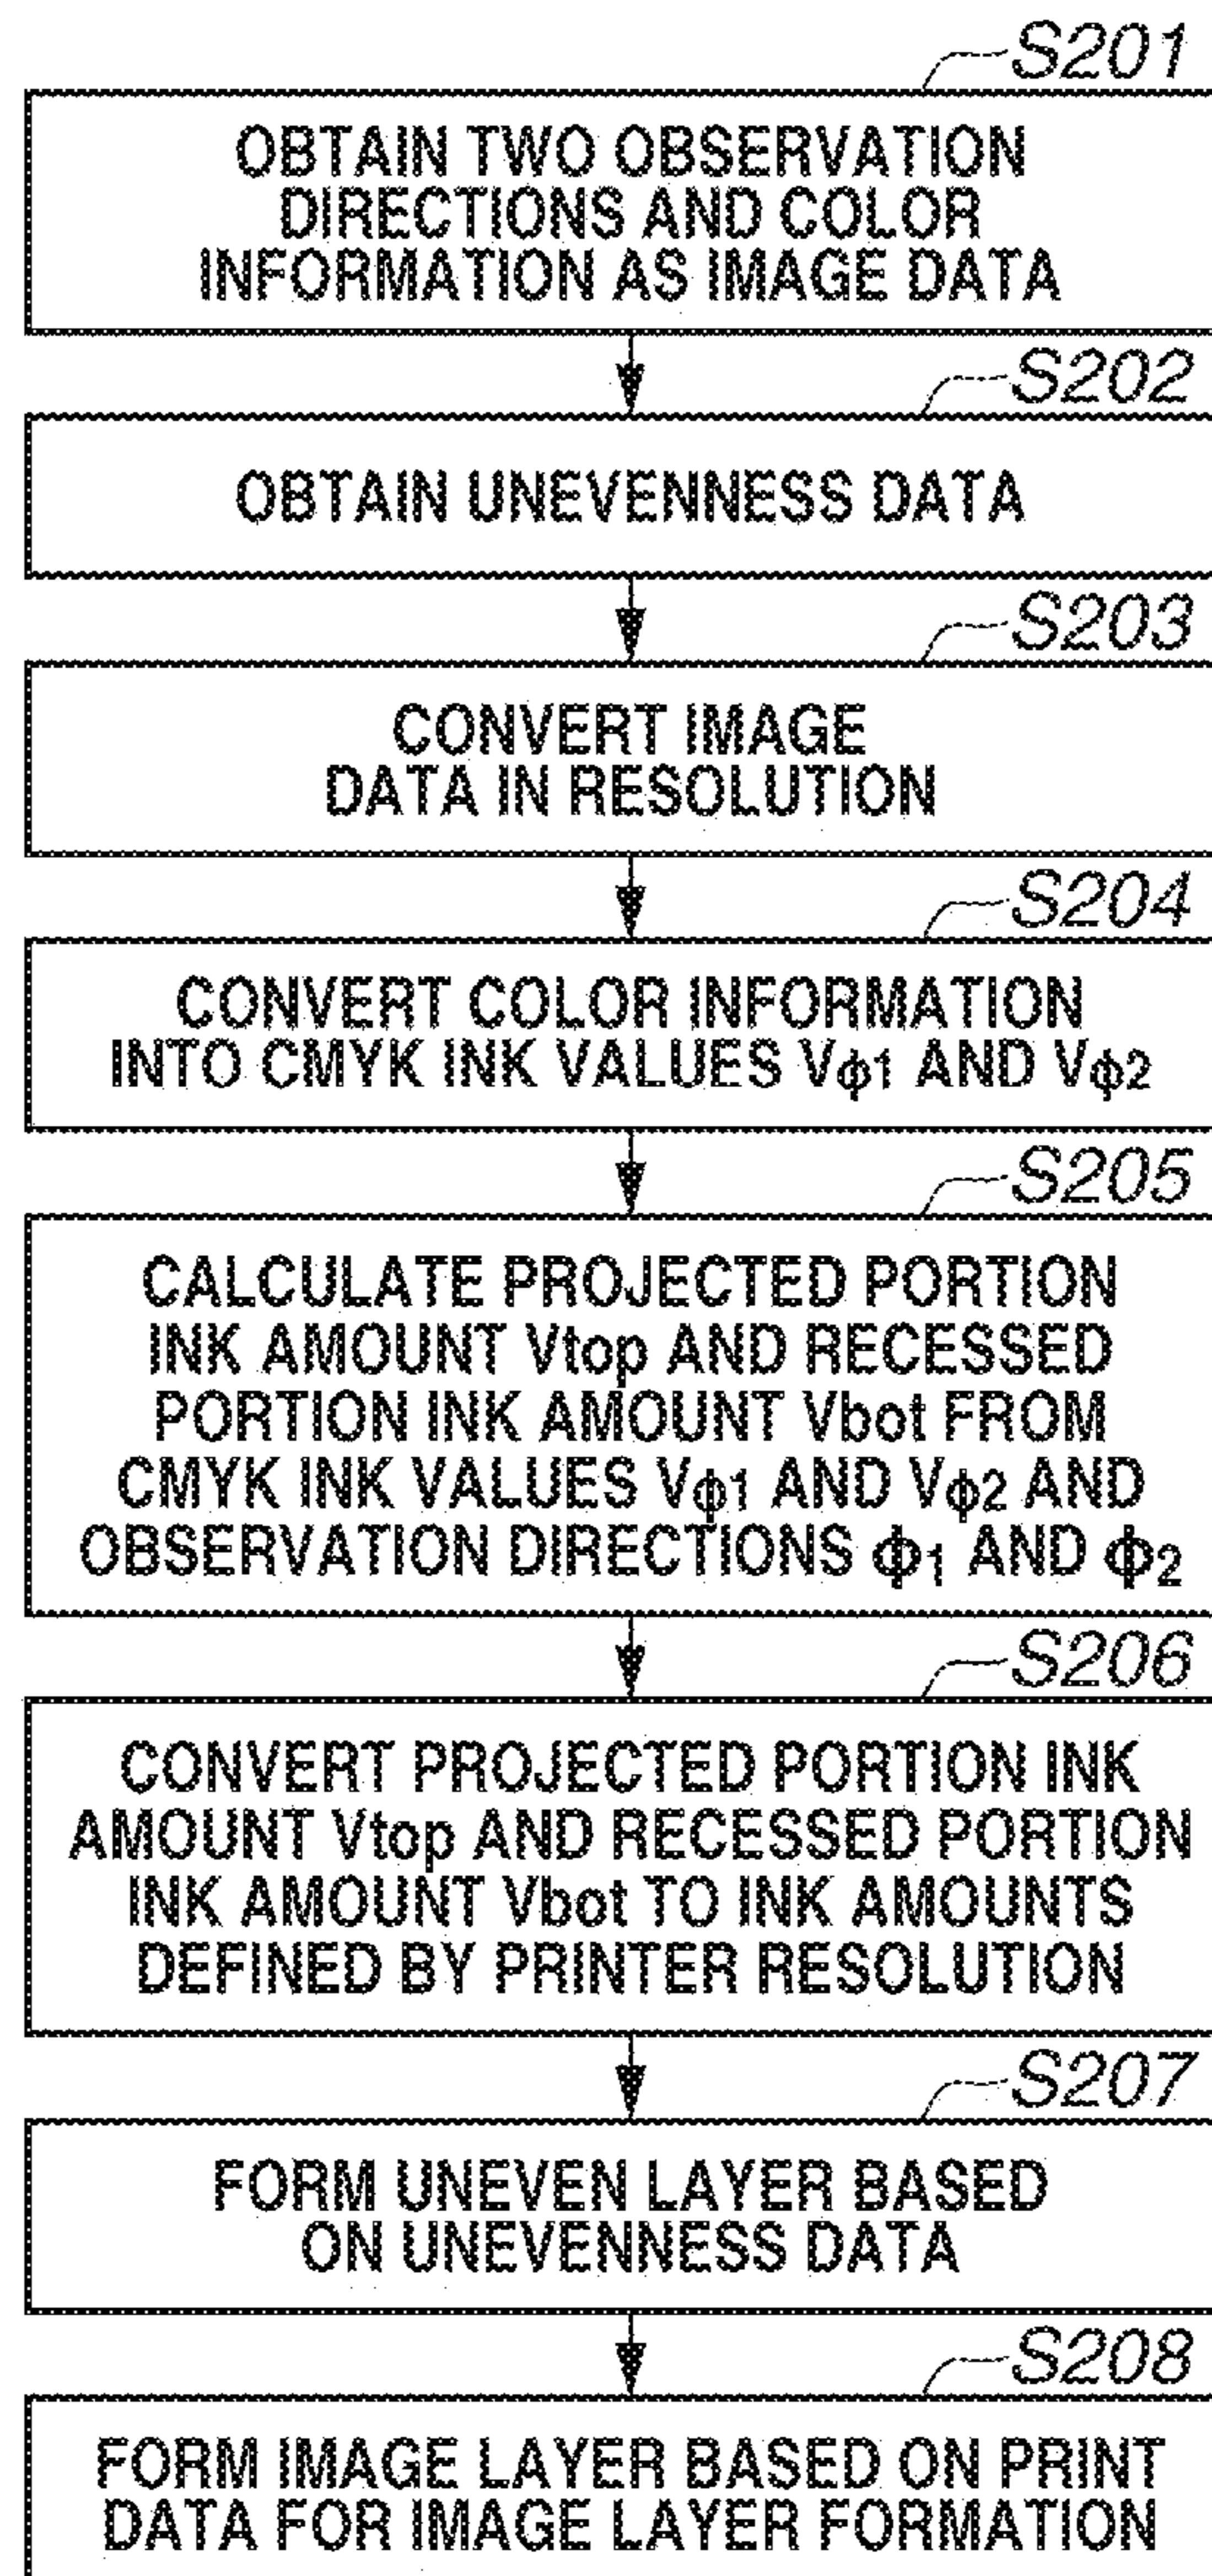 S201
OBTAIN TWO OBSERVATION
DIRECTIONS AND COLOR
INFORMATION AS IMAGE DATA
S202
OBTAIN UNEVENNESS DATA
S203
CONVERT IMAGE
DATA IN RESOLUTION
S204
CONVERT COLOR INFORMATION
INTO CMYK INK VALUES Vϕ1 AND Vϕ2
S205
CALCULATE PROJECTED PORTION
INK AMOUNT Vtop AND RECESSED
PORTION INK AMOUNT Vbot FROM
CMYK INK VALUES Vϕ1 AND Vϕ2 AND
OBSERVATION DIRECTIONS ϕ1 AND ϕ2
S206
CONVERT PROJECTED PORTION INK
AMOUNT Vtop AND RECESSED PORTION
INK AMOUNT Vbot TO INK AMOUNTS
DEFINED BY PRINTER RESOLUTION
S207
FORM UNEVEN LAYER BASED
ON UNEVENNESS DATA
S208
FORM IMAGE LAYER BASED ON PRINT
DATA FOR IMAGE LAYER FORMATION